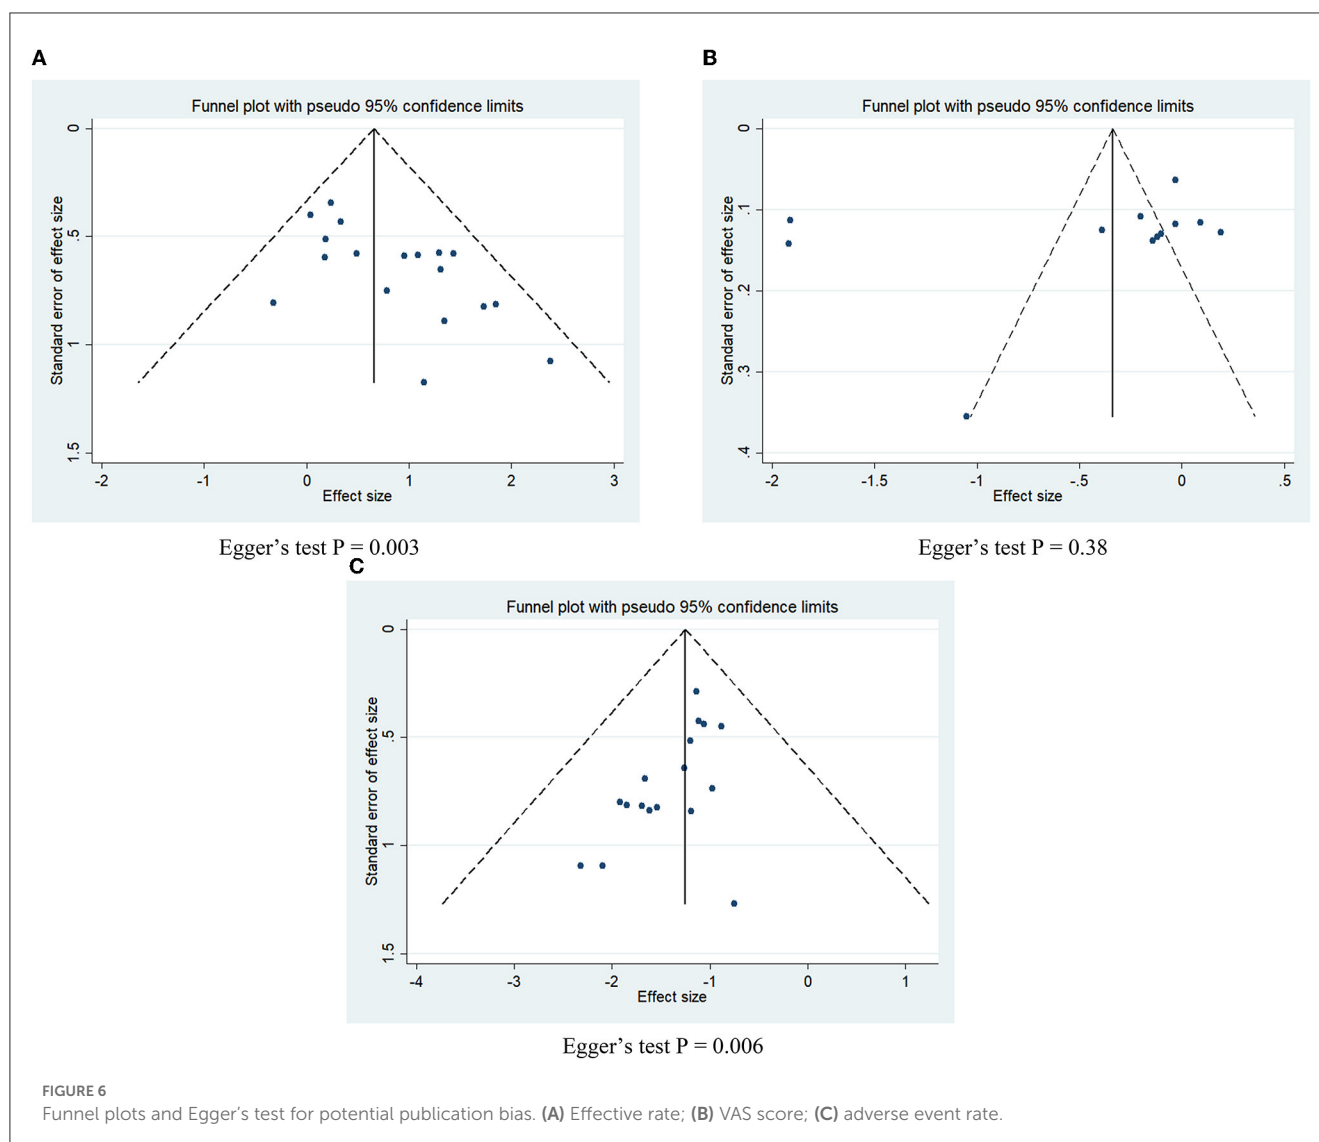 A
Funnel plot with pseudo 95% confidence limits
Standard error of effect size
0
.5
1
1.5
-2
-1
0
1
2
3
Effect size
Egger's test P = 0.003
B
Funnel plot with pseudo 95% confidence limits
Standard error of effect size
0
.1
.2
.3
.4
-2
-1.5
-1
-.5
0
.5
Effect size
Egger's test P = 0.38
C
Funnel plot with pseudo 95% confidence limits
Standard error of effect size
0
.5
1
1.5
-4
-3
-2
-1
0
1
Effect size
Egger's test P = 0.006
FIGURE 6
Funnel plots and Egger's test for potential publication bias. (A) Effective rate; (B) VAS score; (C) adverse event rate.